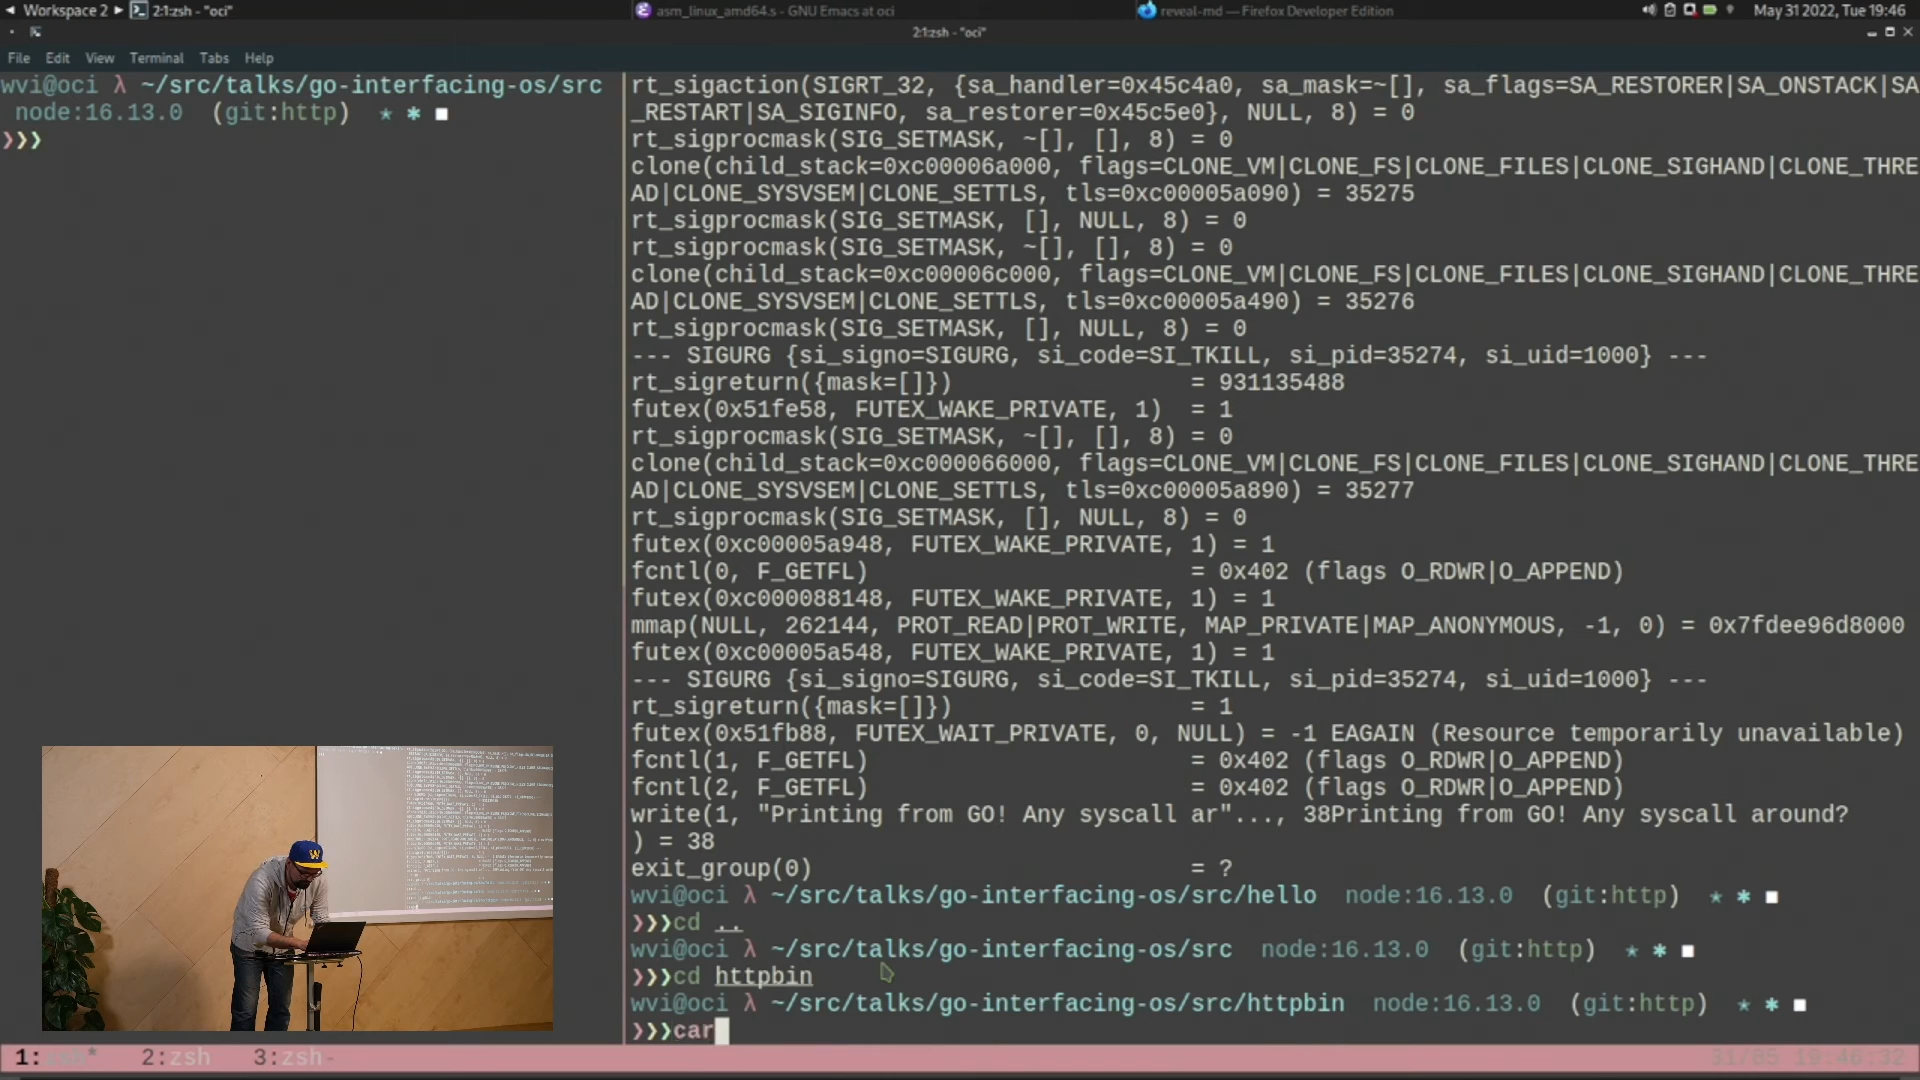 Workspace 2
2:1:zsh - "oci"
asm_linux_amd64.s - GNU Emacs at oci
reveal-md — Firefox Developer Edition
May 31 2022, Tue 19:46
2:1:zsh - "oci"
File Edit View Terminal Tabs Help
wvi@oci λ ~/src/talks/go-interfacing-os/src
node:16.13.0 (git:http) ★ ✱ ■
❯❯❯
rt_sigaction(SIGRT_32, {sa_handler=0x45c4a0, sa_mask=~[], sa_flags=SA_RESTORER|SA_ONSTACK|SA
_RESTART|SA_SIGINFO, sa_restorer=0x45c5e0}, NULL, 8) = 0
rt_sigprocmask(SIG_SETMASK, ~[], [], 8) = 0
clone(child_stack=0xc00006a000, flags=CLONE_VM|CLONE_FS|CLONE_FILES|CLONE_SIGHAND|CLONE_THRE
AD|CLONE_SYSVSEM|CLONE_SETTLS, tls=0xc00005a090) = 35275
rt_sigprocmask(SIG_SETMASK, [], NULL, 8) = 0
rt_sigprocmask(SIG_SETMASK, ~[], [], 8) = 0
clone(child_stack=0xc00006c000, flags=CLONE_VM|CLONE_FS|CLONE_FILES|CLONE_SIGHAND|CLONE_THRE
AD|CLONE_SYSVSEM|CLONE_SETTLS, tls=0xc00005a490) = 35276
rt_sigprocmask(SIG_SETMASK, [], NULL, 8) = 0
--- SIGURG {si_signo=SIGURG, si_code=SI_TKILL, si_pid=35274, si_uid=1000} ---
rt_sigreturn({mask=[]}) = 931135488
futex(0x51fe58, FUTEX_WAKE_PRIVATE, 1) = 1
rt_sigprocmask(SIG_SETMASK, ~[], [], 8) = 0
clone(child_stack=0xc000066000, flags=CLONE_VM|CLONE_FS|CLONE_FILES|CLONE_SIGHAND|CLONE_THRE
AD|CLONE_SYSVSEM|CLONE_SETTLS, tls=0xc00005a890) = 35277
rt_sigprocmask(SIG_SETMASK, [], NULL, 8) = 0
futex(0xc00005a948, FUTEX_WAKE_PRIVATE, 1) = 1
fcntl(0, F_GETFL) = 0x402 (flags O_RDWR|O_APPEND)
futex(0xc000088148, FUTEX_WAKE_PRIVATE, 1) = 1
mmap(NULL, 262144, PROT_READ|PROT_WRITE, MAP_PRIVATE|MAP_ANONYMOUS, -1, 0) = 0x7fdee96d8000
futex(0xc00005a548, FUTEX_WAKE_PRIVATE, 1) = 1
--- SIGURG {si_signo=SIGURG, si_code=SI_TKILL, si_pid=35274, si_uid=1000} ---
rt_sigreturn({mask=[]}) = 1
futex(0x51fb88, FUTEX_WAIT_PRIVATE, 0, NULL) = -1 EAGAIN (Resource temporarily unavailable)
fcntl(1, F_GETFL) = 0x402 (flags O_RDWR|O_APPEND)
fcntl(2, F_GETFL) = 0x402 (flags O_RDWR|O_APPEND)
write(1, "Printing from GO! Any syscall ar"..., 38Printing from GO! Any syscall around?
) = 38
exit_group(0) = ?
wvi@oci λ ~/src/talks/go-interfacing-os/src/hello node:16.13.0 (git:http) ★ ✱ ■
❯❯❯cd ..
wvi@oci λ ~/src/talks/go-interfacing-os/src node:16.13.0 (git:http) ★ ✱ ■
❯❯❯cd httpbin
wvi@oci λ ~/src/talks/go-interfacing-os/src/httpbin node:16.13.0 (git:http) ★ ✱ ■
❯❯❯car
W
1:zsh* 2:zsh 3:zsh-